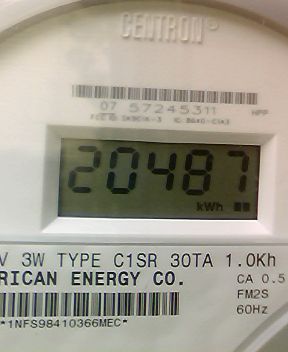 CENTRON®
07 57245311 HPP
20487
kWh
V 3W TYPE C1SR 30TA 1.0Kh
RICAN ENERGY CO. CA 0.5
FM2S
*1NFS98410366MEC* 60Hz